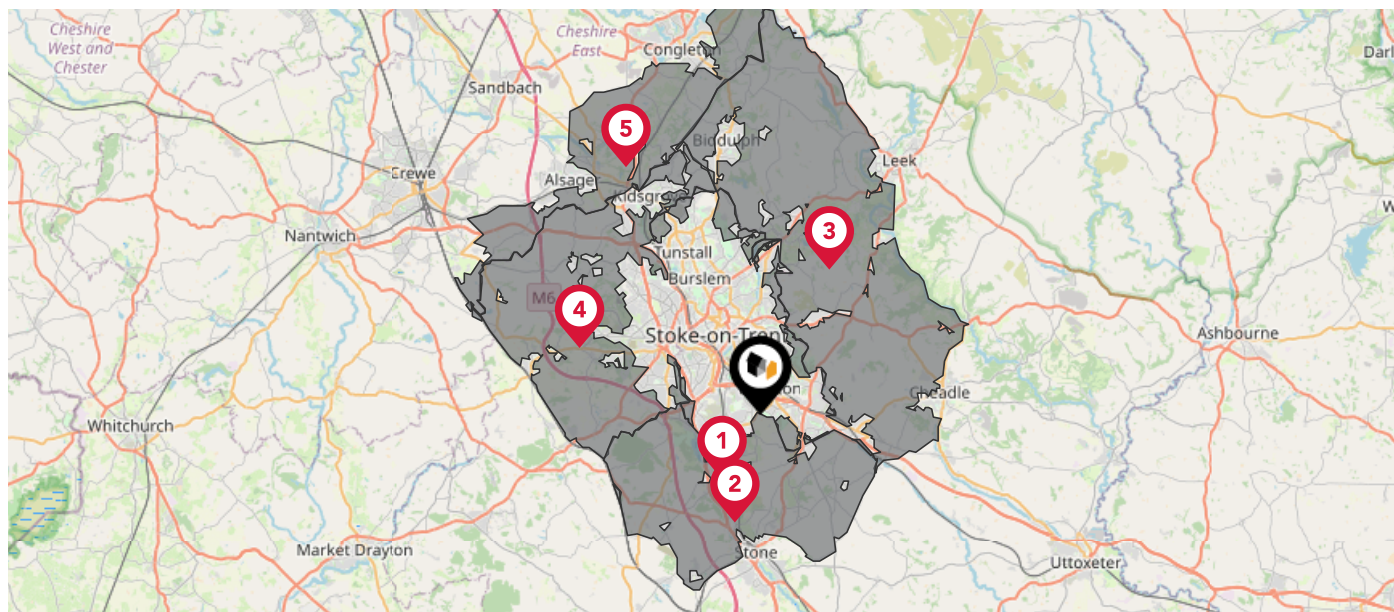 Cheshire
West and
Chester
Cheshire
East
Congleton
Sandbach
5
Biddulph
Leek
Crewe
Alsager
Kidsgrove
3
Nantwich
Tunstall
Burslem
M6
4
Stoke-on-Trent
Ashbourne
Cheadle
Whitchurch
1
2
Market Drayton
Stone
Uttoxeter